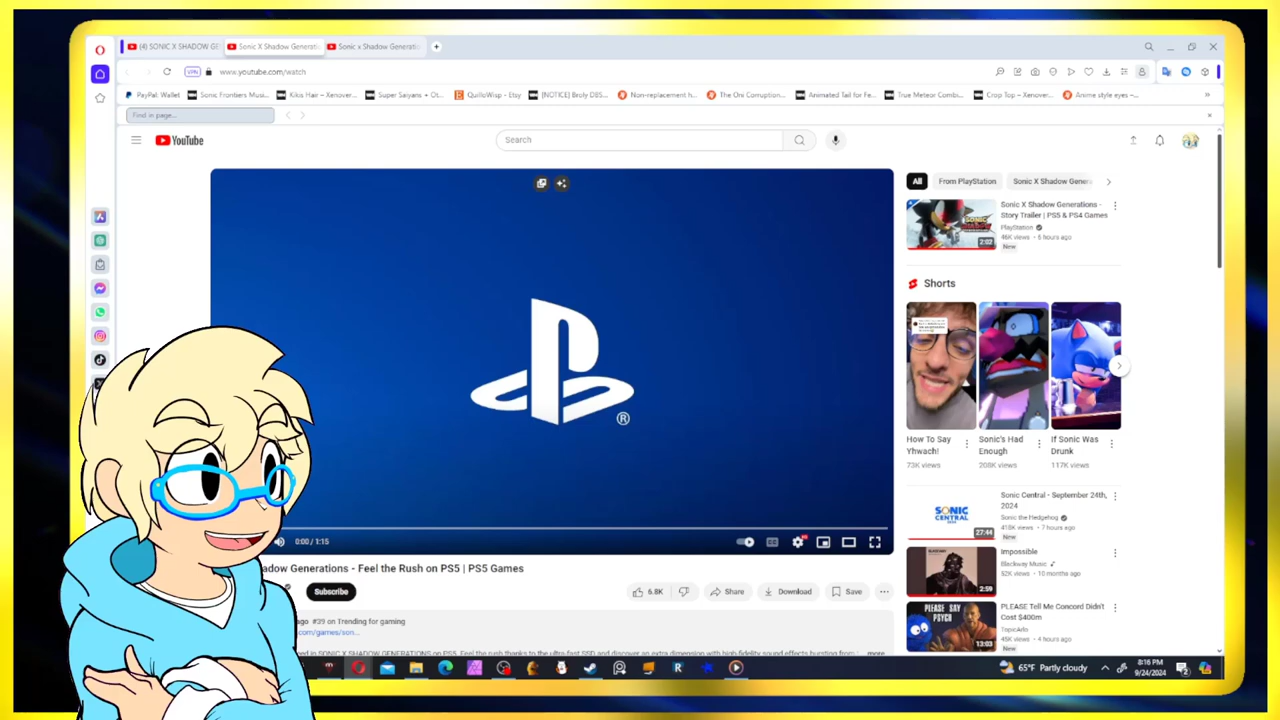 (4) SONIC X SHADOW GE
Sonic X Shadow Generati
Sonic x Shadow Generati
VPN
www.youtube.com/watch
PayPal: Wallet
Sonic Frontiers Musi...
Kikis Hair – Xenover...
Super Saiyans + Ot...
QuilloWisp - Etsy
[NOTICE] Broly DBS...
Non-replacement h...
The Oni Corruption...
Animated Tail for Fe...
True Meteor Combi...
Crop Top – Xenover...
Anime style eyes –...
Find in page...
YouTube
Search
All
From PlayStation
Sonic X Shadow Genera
Sonic X Shadow Generations -
Story Trailer | PS5 & PS4 Games
PlayStation
46K views • 5 hours ago
New
2:02
Shorts
How To Say
Yhwach!
73K views
Sonic's Had
Enough
208K views
If Sonic Was
Drunk
117K views
SONIC
CENTRAL
27:44
Sonic Central - September 24th,
2024
Sonic the Hedgehog
418K views • 7 hours ago
New
2:59
Impossible
Blackway Music
52K views • 10 months ago
PLEASE
SAY
PSYCH
13:03
PLEASE Tell Me Concord Didn't
Cost $400m
TopicArlo
48K views • 4 hours ago
New
®
0:00 / 1:15
adow Generations - Feel the Rush on PS5 | PS5 Games
Subscribe
6.8K
Share
Download
Save
ago #39 on Trending for gaming
com/games/son...
ed in SONIC X SHADOW GENERATIONS on PS5. Feel the rush thanks to the ultra-fast SSD and discover an extra dimension with high-fidelity sound effects bursting from
...more
65°F Partly cloudy
8:16 PM
9/24/2024